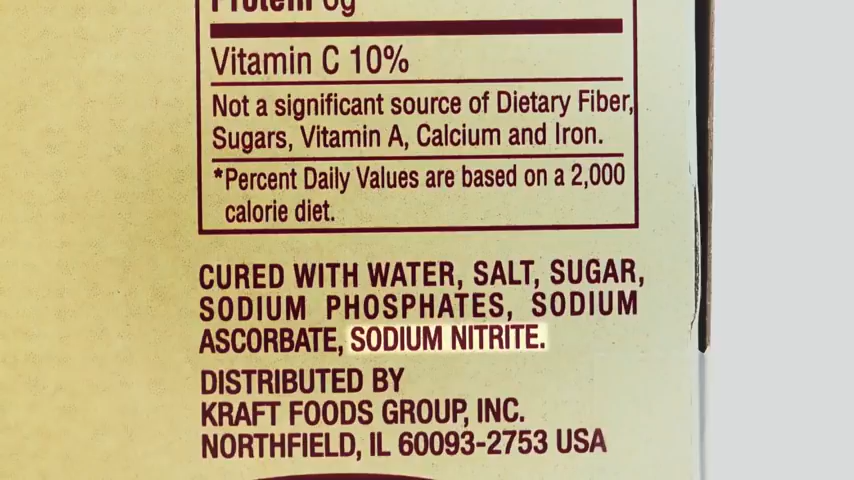 Protein 6g
Vitamin C 10%
Not a significant source of Dietary Fiber,
Sugars, Vitamin A, Calcium and Iron.
*Percent Daily Values are based on a 2,000
calorie diet.
CURED WITH WATER, SALT, SUGAR,
SODIUM PHOSPHATES, SODIUM
ASCORBATE, SODIUM NITRITE.
DISTRIBUTED BY
KRAFT FOODS GROUP, INC.
NORTHFIELD, IL 60093-2753 USA